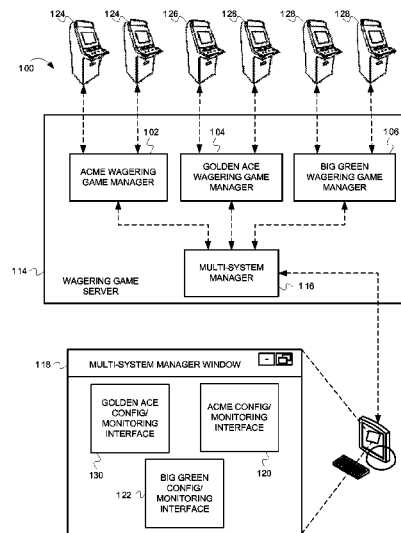 124 124 126 128 128 128
100
102 104 106
ACME WAGERING
GAME MANAGER
GOLDEN ACE
WAGERING GAME
MANAGER
BIG GREEN
WAGERING GAME
MANAGER
114
WAGERING GAME
SERVER
MULTI-SYSTEM
MANAGER
116
118
MULTI-SYSTEM MANAGER WINDOW
GOLDEN ACE
CONFIG/
MONITORING
INTERFACE
130
ACME CONFIG/
MONITORING
INTERFACE
120
BIG GREEN
CONFIG/
MONITORING
INTERFACE
122